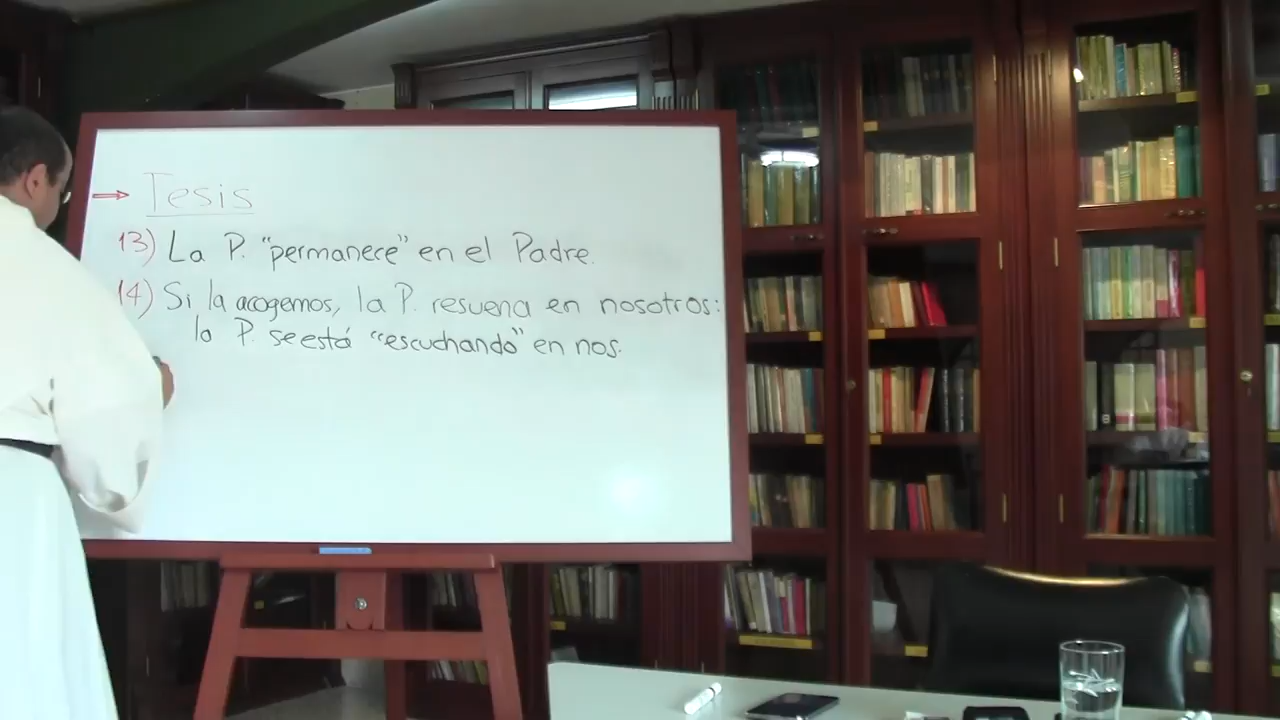 → Tesis
13) La P. "permanece" en el Padre.
14) Si la acogemos, la P. resuena en nosotros:
la P. se está "escuchando" en nos.